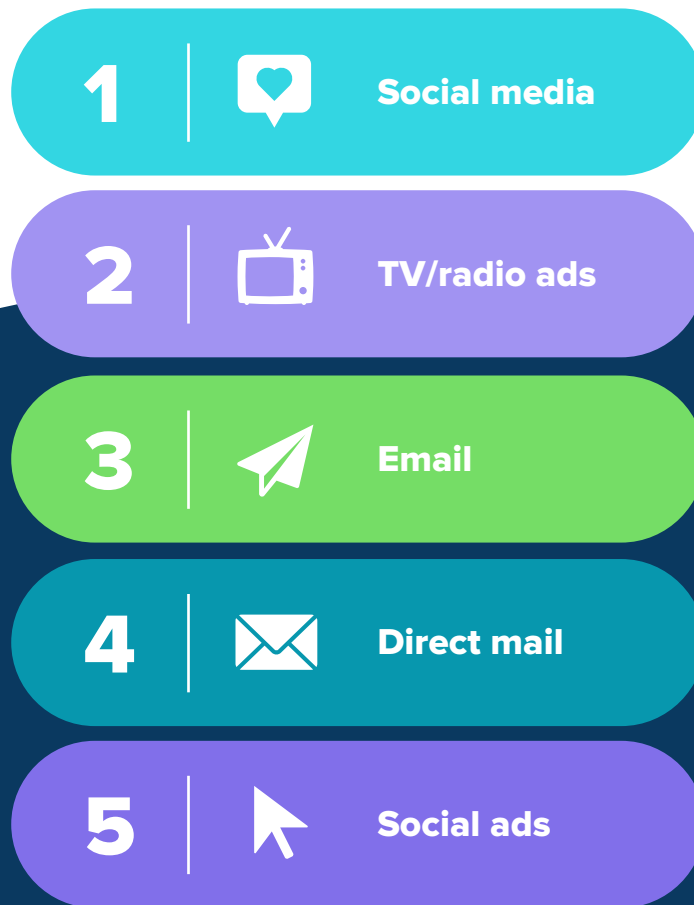 1 Social media
2 TV/radio ads
3 Email
4 Direct mail
5 Social ads